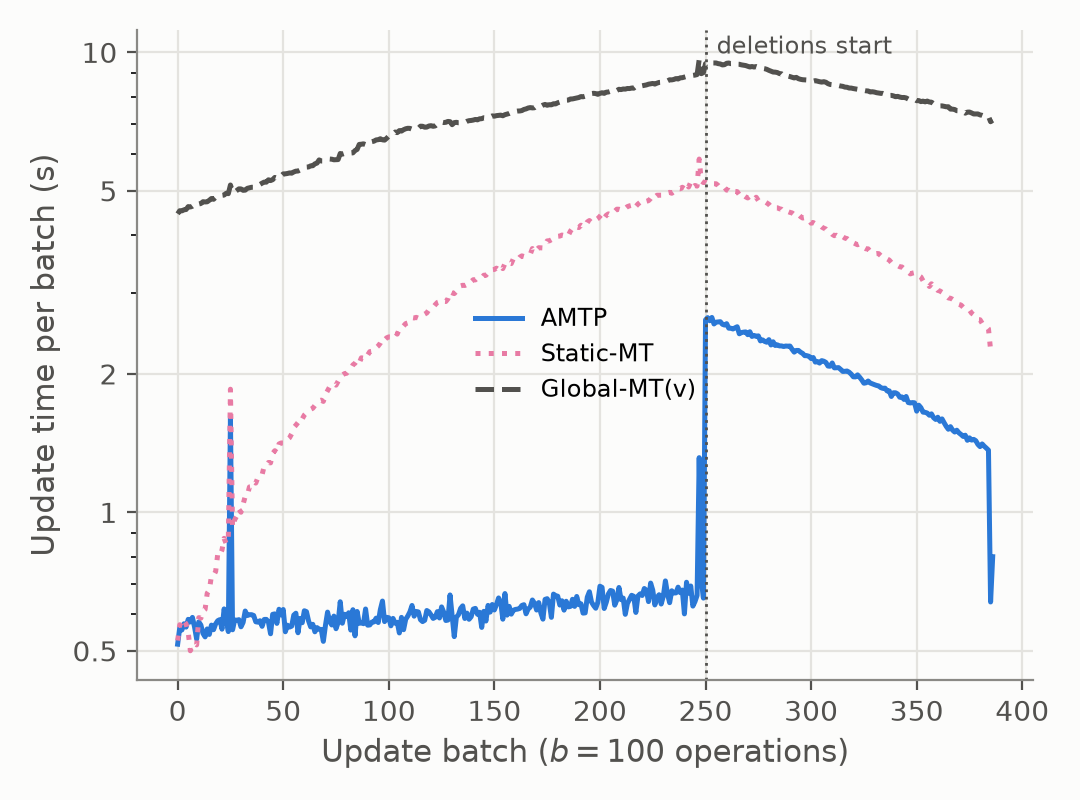 deletions start
10
5
2
1
0.5
Update time per batch (s)
AMTP
Static-MT
Global-MT(v)
0 50 100 150 200 250 300 350 400
Update batch (b = 100 operations)